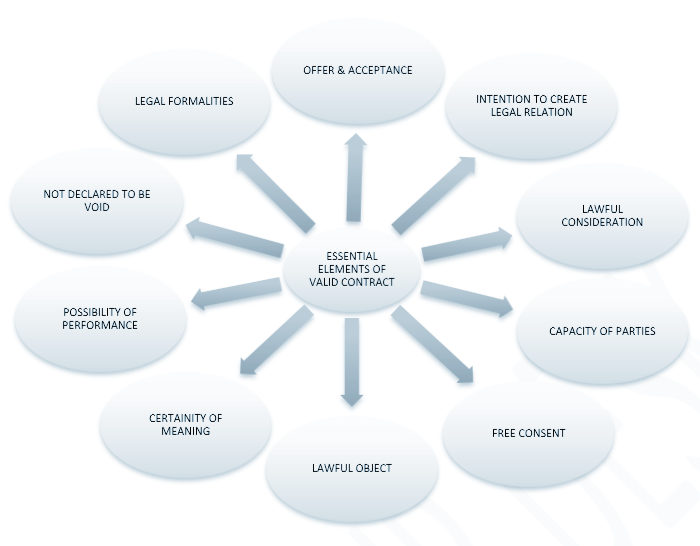 OFFER & ACCEPTANCE
INTENTION TO CREATE
LEGAL RELATION
LAWFUL
CONSIDERATION
CAPACITY OF PARTIES
FREE CONSENT
LAWFUL OBJECT
CERTAINITY OF
MEANING
POSSIBILITY OF
PERFORMANCE
NOT DECLARED TO BE
VOID
LEGAL FORMALITIES
ESSENTIAL
ELEMENTS OF
VALID CONTRACT